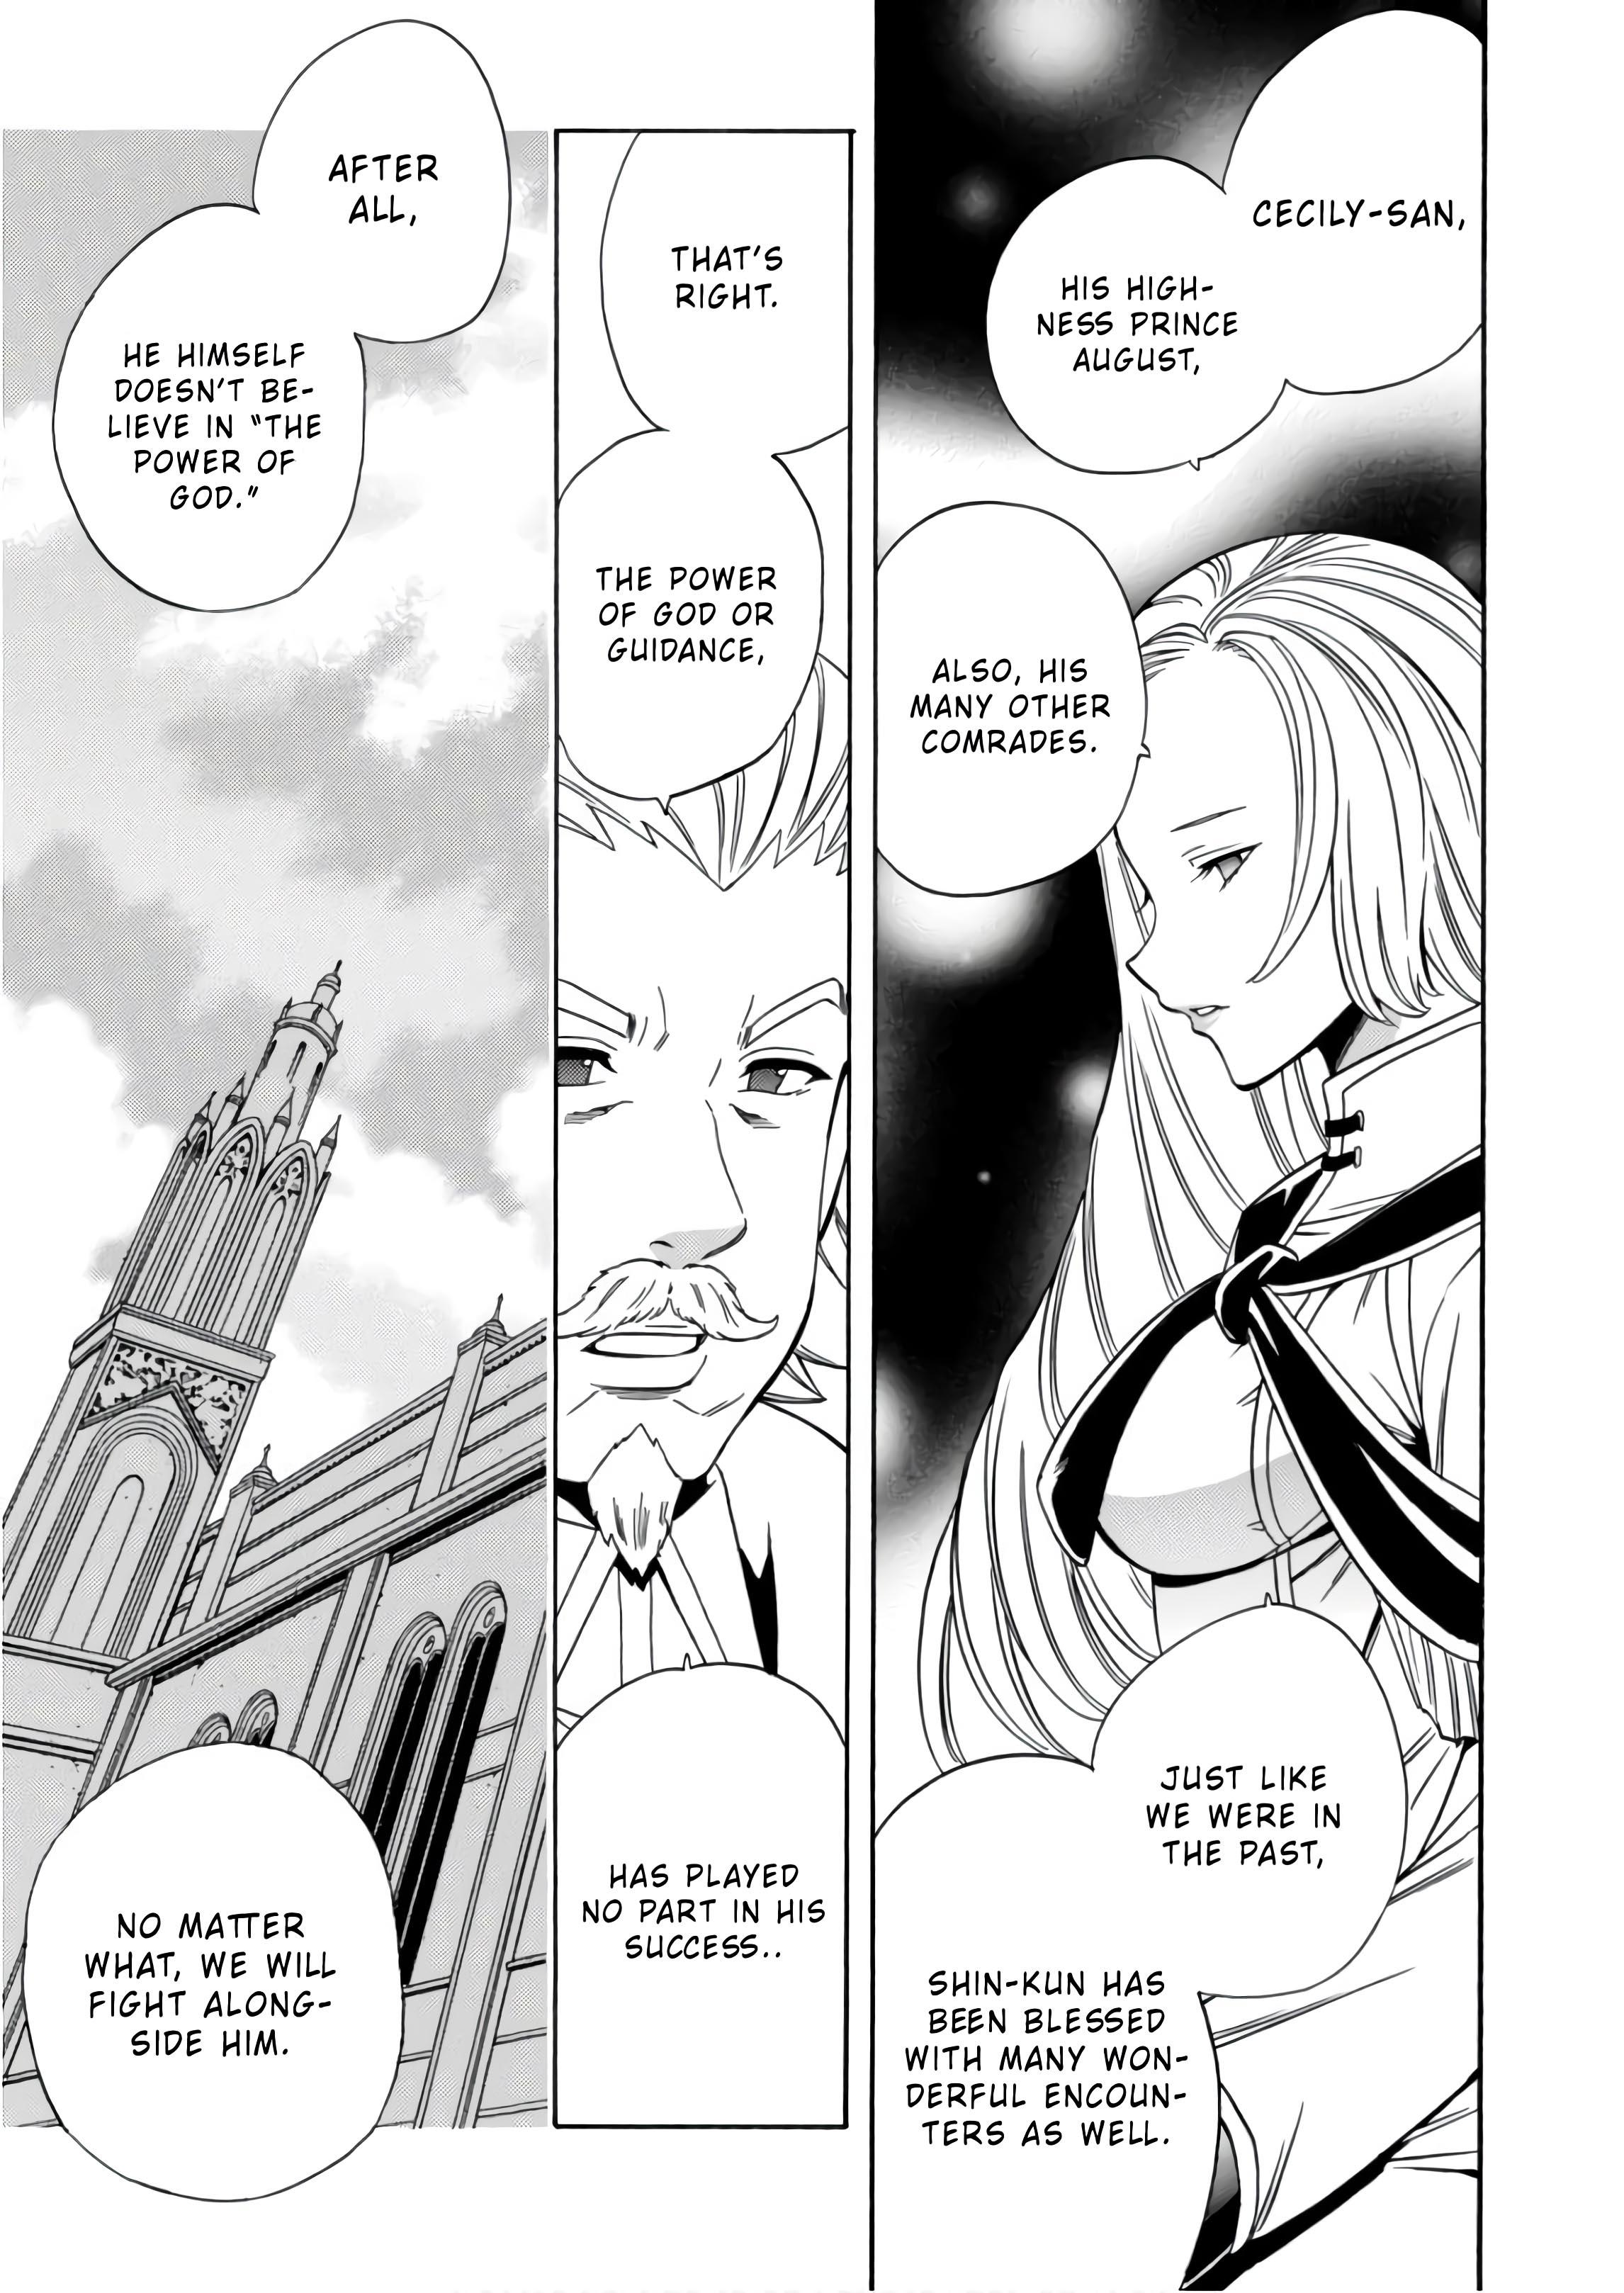 CECILY-SAN,
HIS HIGH-
NESS PRINCE
AUGUST,
ALSO, HIS
MANY OTHER
COMRADES.
JUST LIKE
WE WERE IN
THE PAST,
SHIN-KUN HAS
BEEN BLESSED
WITH MANY WON-
DERFUL ENCOUN-
TERS AS WELL.
THAT'S
RIGHT.
THE POWER
OF GOD OR
GUIDANCE,
HAS PLAYED
NO PART IN HIS
SUCCESS..
AFTER
ALL,
HE HIMSELF
DOESN'T BE-
LIEVE IN "THE
POWER OF
GOD."
NO MATTER
WHAT, WE WILL
FIGHT ALONG-
SIDE HIM.